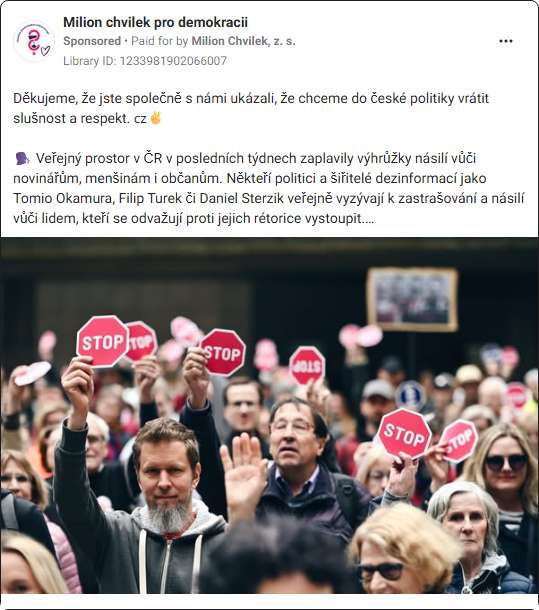 Milion chvilek pro demokracii
Sponsored • Paid for by Milion Chvilek, z. s.
Library ID: 1233981902066007
Děkujeme, že jste společně s námi ukázali, že chceme do české politiky vrátit
slušnost a respekt. cz✌️
🗣️ Veřejný prostor v ČR v posledních týdnech zaplavily výhrůžky násilí vůči
novinářům, menšinám i občanům. Někteří politici a šiřitelé dezinformací jako
Tomio Okamura, Filip Turek či Daniel Sterzik veřejně vyzývají k zastrašování a násilí
vůči lidem, kteří se odvažují proti jejich rétorice vystoupit....
STOP
STOP
STOP
STOP
STOP
STOP